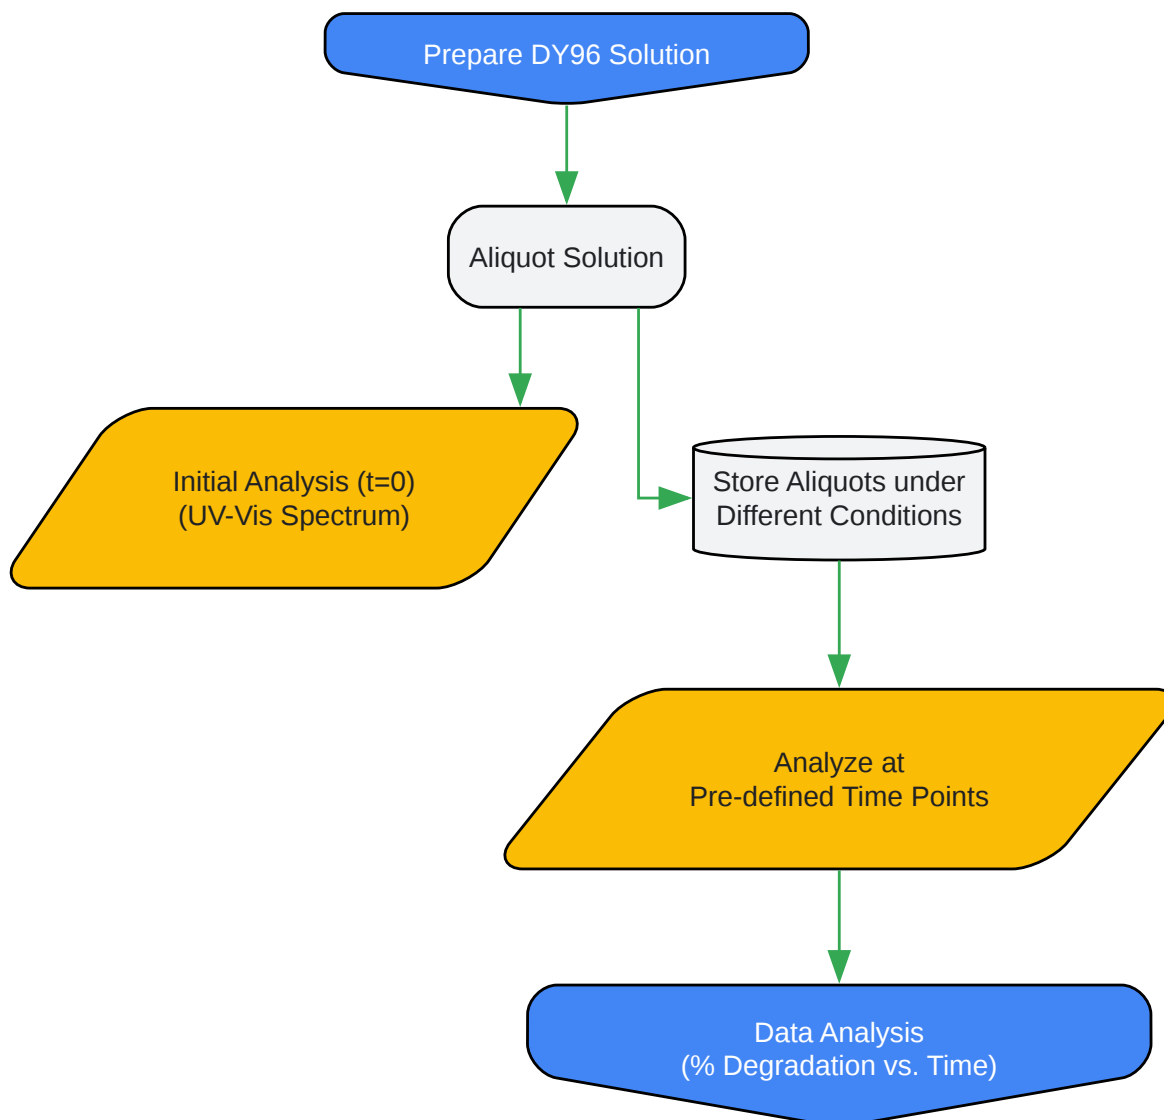 Prepare DY96 Solution
Aliquot Solution
Initial Analysis (t=0)
(UV-Vis Spectrum)
Store Aliquots under
Different Conditions
Analyze at
Pre-defined Time Points
Data Analysis
(% Degradation vs. Time)